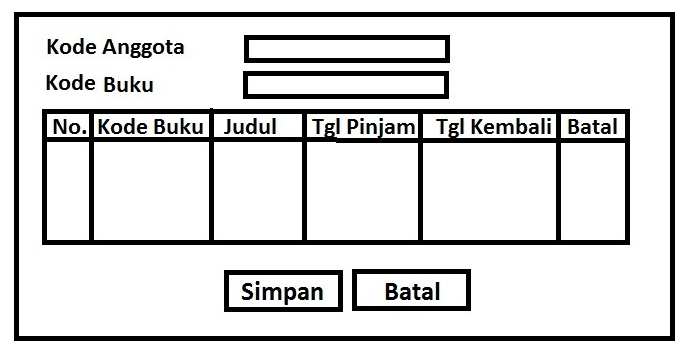 Kode Anggota
Kode Buku
No. Kode Buku Judul Tgl Pinjam Tgl Kembali Batal
Simpan Batal